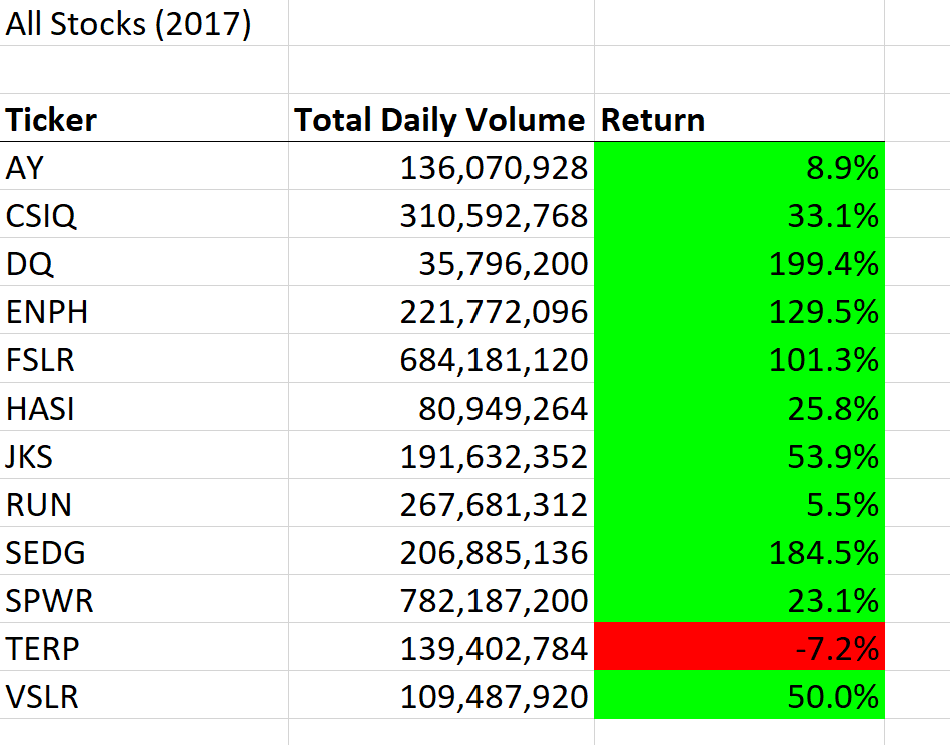 All Stocks (2017)
Ticker Total Daily Volume Return
AY 136,070,928 8.9%
CSIQ 310,592,768 33.1%
DQ 35,796,200 199.4%
ENPH 221,772,096 129.5%
FSLR 684,181,120 101.3%
HASI 80,949,264 25.8%
JKS 191,632,352 53.9%
RUN 267,681,312 5.5%
SEDG 206,885,136 184.5%
SPWR 782,187,200 23.1%
TERP 139,402,784 -7.2%
VSLR 109,487,920 50.0%